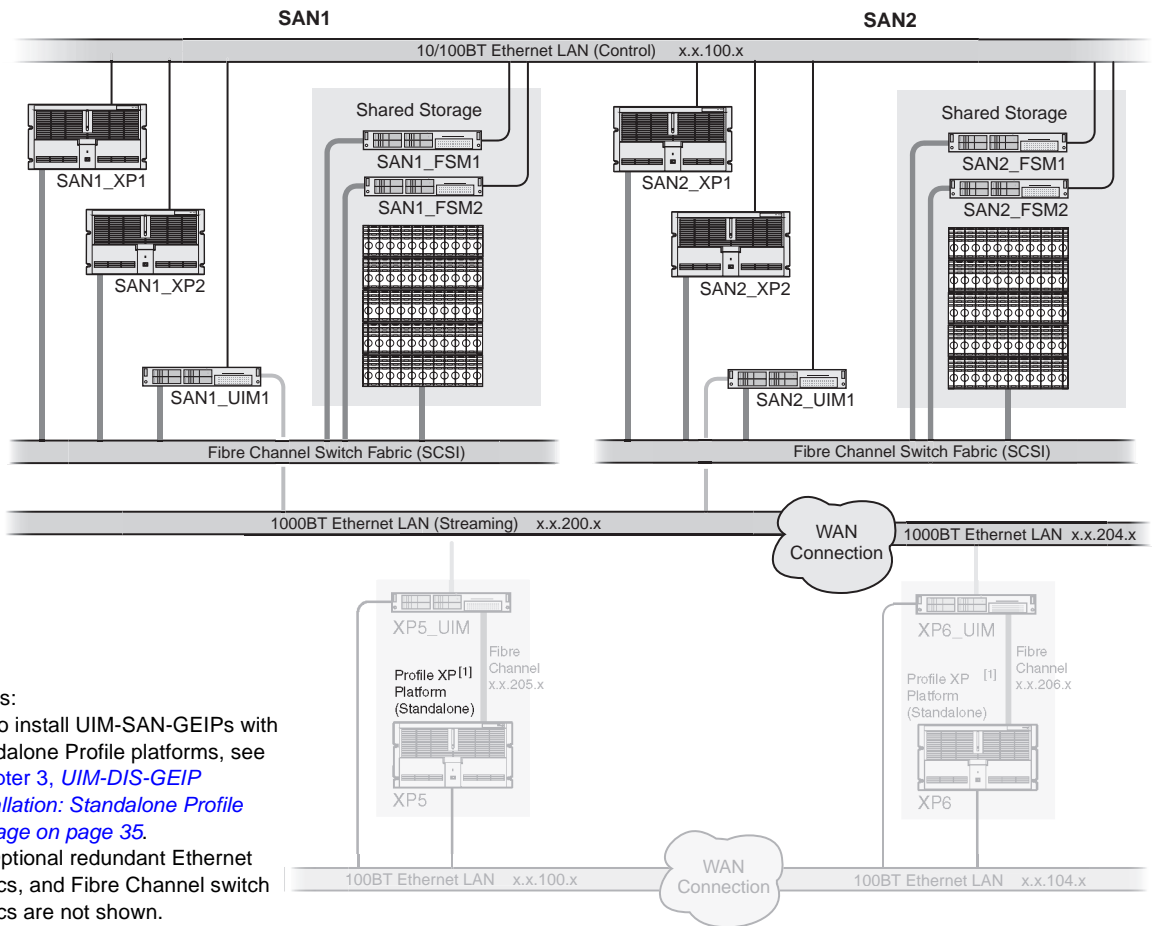 SAN1
SAN2
10/100BT Ethernet LAN (Control) x.x.100.x
Shared Storage
SAN1_FSM1
SAN1_FSM2
SAN1_XP1
SAN1_XP2
SAN1_UIM1
Shared Storage
SAN2_FSM1
SAN2_FSM2
SAN2_XP1
SAN2_XP2
SAN2_UIM1
Fibre Channel Switch Fabric (SCSI)
Fibre Channel Switch Fabric (SCSI)
1000BT Ethernet LAN (Streaming) x.x.200.x
WAN
Connection
1000BT Ethernet LAN x.x.204.x
XP5_UIM
Fibre
Channel
x.x.205.x
Profile XP[1]
Platform
(Standalone)
XP5
XP6_UIM
Fibre
Channel
x.x.206.x
Profile XP [1]
Platform
(Standalone)
XP6
s:
o install UIM-SAN-GEIPs with
dalone Profile platforms, see
oter 3, UIM-DIS-GEIP
allation: Standalone Profile
age on page 35.
ptional redundant Ethernet
cs, and Fibre Channel switch
cs are not shown.
100BT Ethernet LAN x.x.100.x
WAN
Connection
100BT Ethernet LAN x.x.104.x